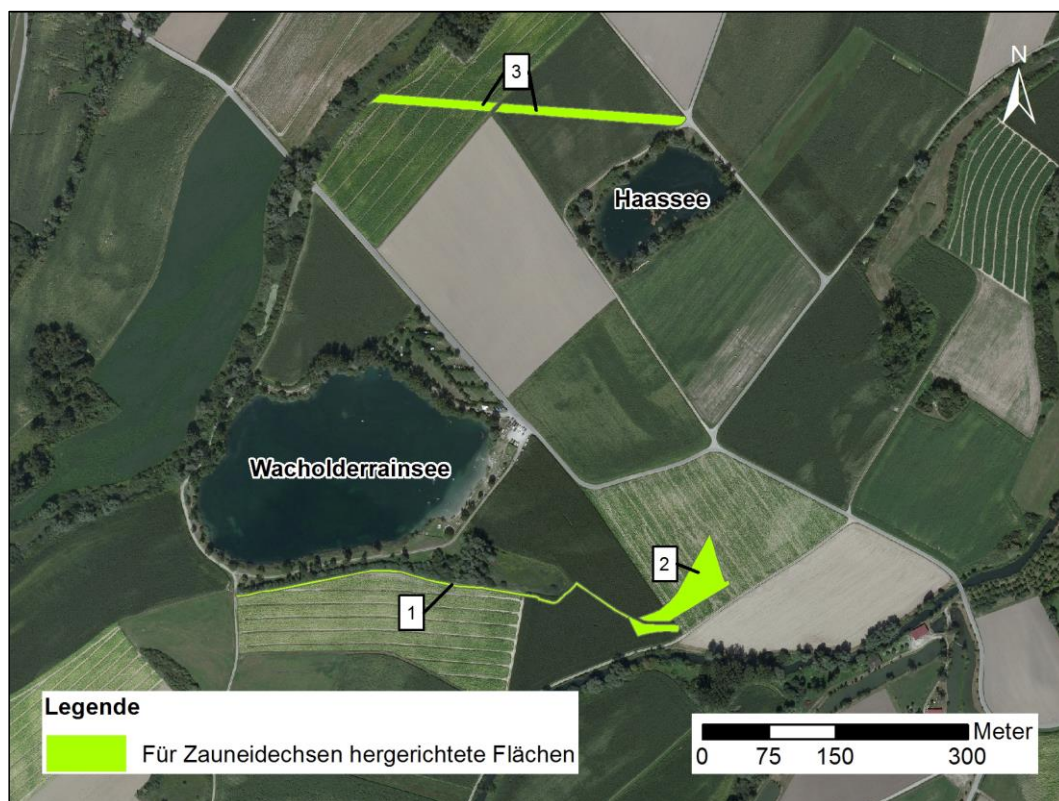 3
N
Haassee
Wacholderrainsee
2
1
Legende
Für Zauneidechsen hergerichtete Flächen
Meter
0 75 150 300